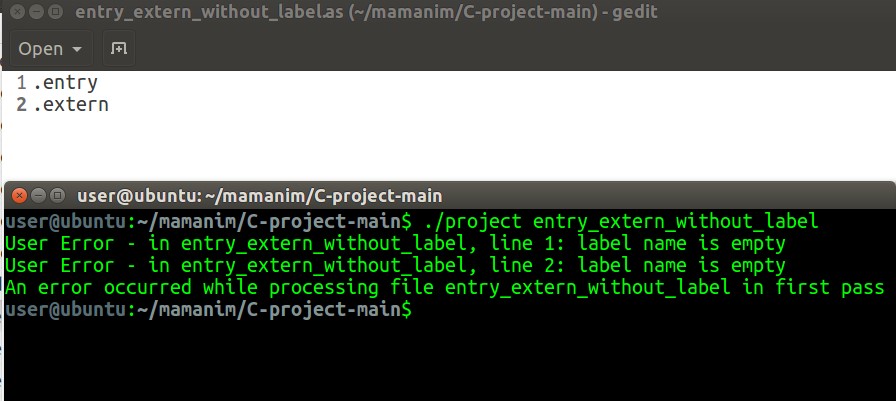 entry_extern_without_label.as (~/mamanim/C-project-main) - gedit
Open
1 .entry
2 .extern
user@ubuntu: ~/mamanim/C-project-main
user@ubuntu:~/mamanim/C-project-main$ ./project entry_extern_without_label
User Error - in entry_extern_without_label, line 1: label name is empty
User Error - in entry_extern_without_label, line 2: label name is empty
An error occurred while processing file entry_extern_without_label in first pass
user@ubuntu:~/mamanim/C-project-main$